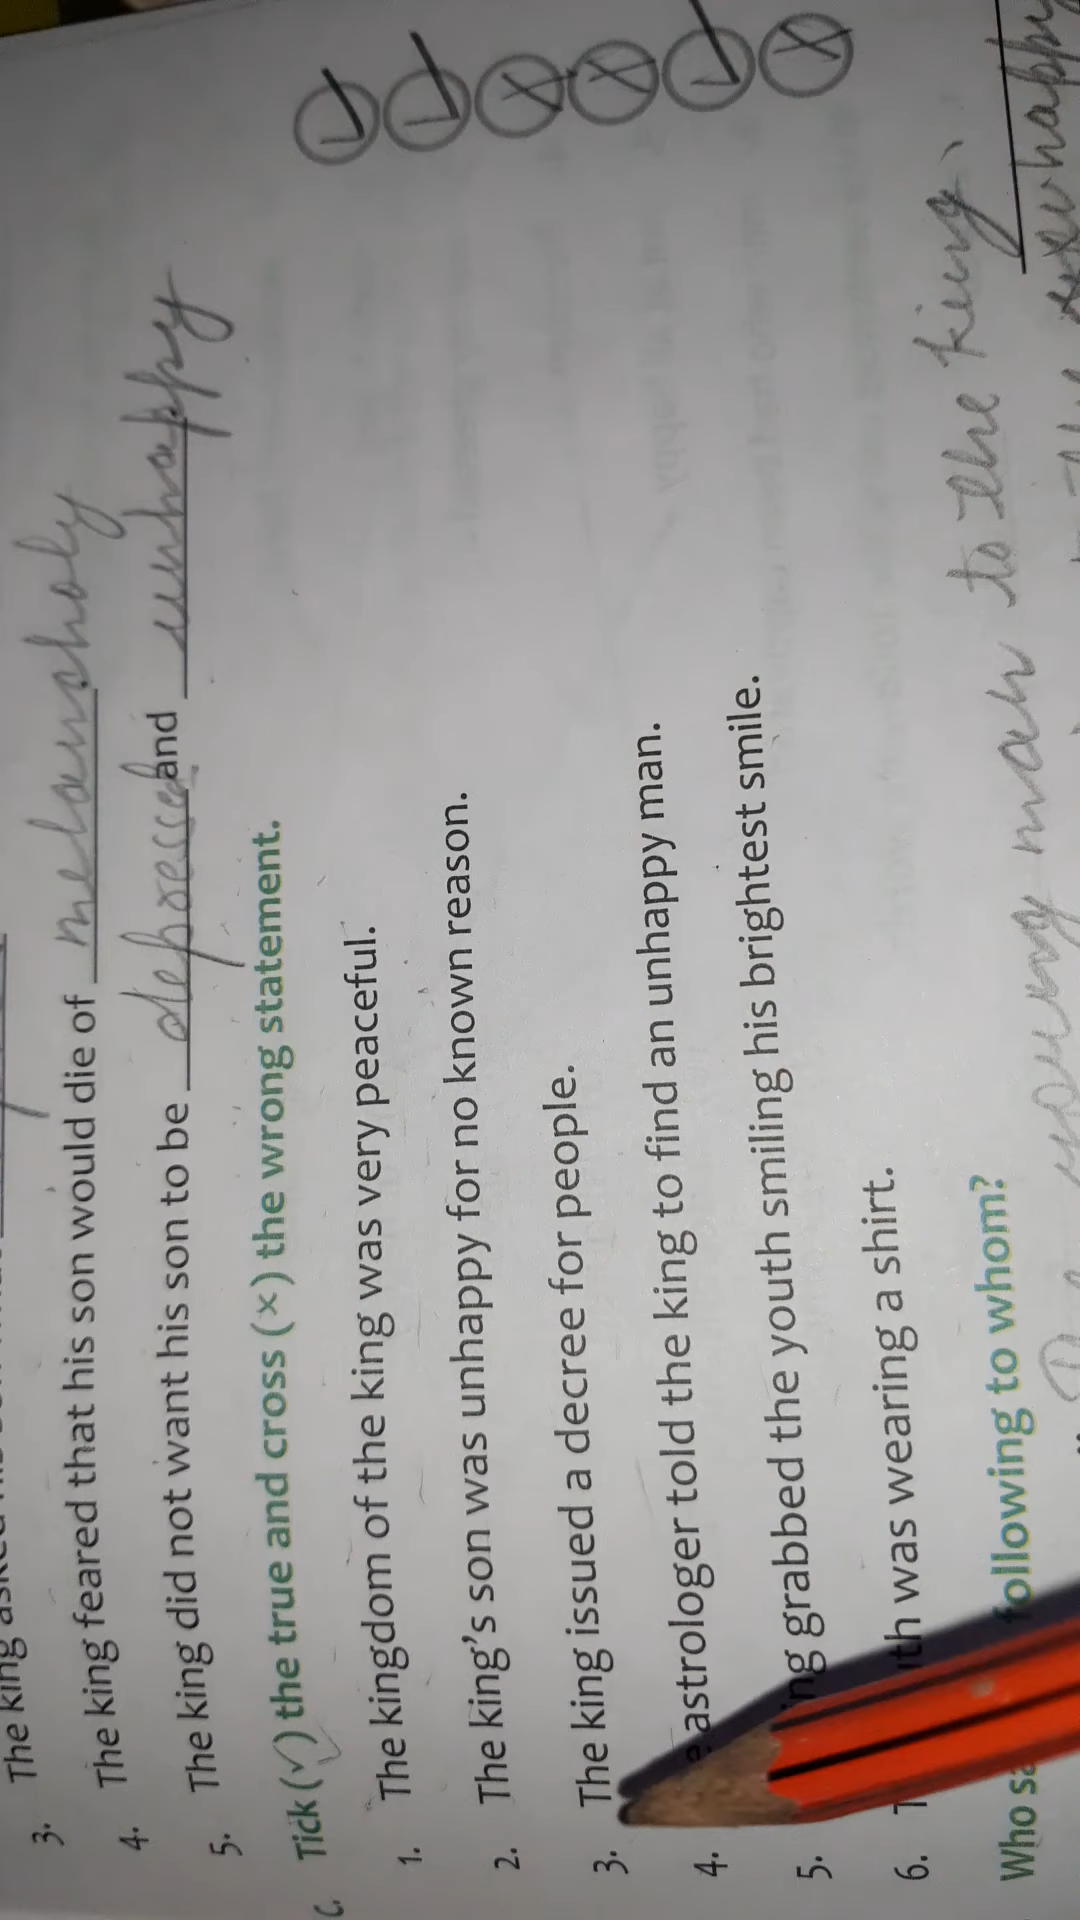 3. The king
4. The king feared that his son would die of melansholy
5. The king did not want his son to be depressed and unhappy
C. Tick (✓) the true and cross (×) the wrong statement.
1. The kingdom of the king was very peaceful. ✓
2. The king's son was unhappy for no known reason. ✓
3. The king issued a decree for people. ×
4. astrologer told the king to find an unhappy man. ×
5. grabbed the youth smiling his brightest smile. ✓
6. was wearing a shirt. ×
Who following to whom?
young man to the king.
unhappy